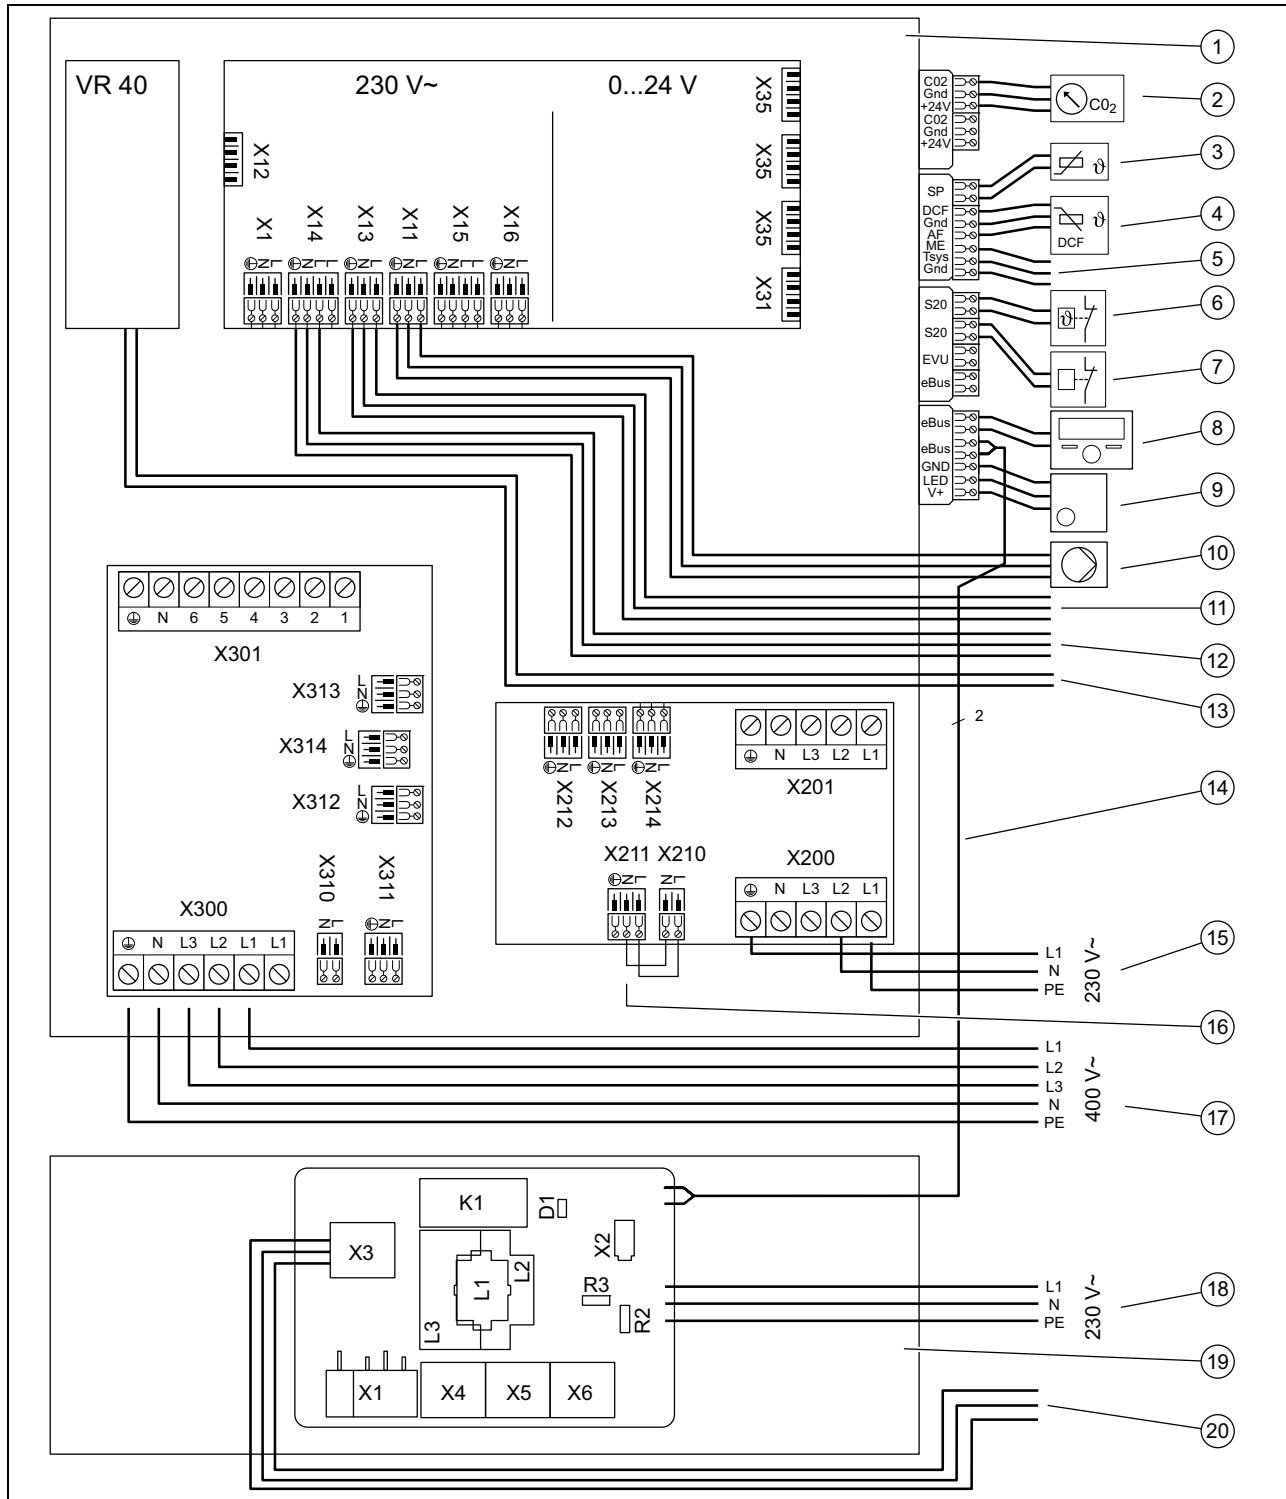 VR 40
230 V~
0...24 V
X35
X35
X35
X31
X12
X1
X14
X13
X11
X15
X16
N L
N L L
N L
N L
N L L
N L
C02
Gnd
+24V
C02
Gnd
+24V
SP
DCF
Gnd
AF
ME
Tsys
Gnd
S20
S20
EVU
eBus
eBus
eBus
GND
LED
V+
C0₂
ϑ
ϑ
DCF
ϑ
1
2
3
4
5
6
7
8
9
10
11
12
13
14
15
16
17
18
19
20
N 6 5 4 3 2 1
X301
X313
L
N
X314
L
N
X312
L
N
X310
X311
N L
N L
X300
N L3 L2 L1 L1
N L
N L
N L
X212
X213
X214
X211 X210
N L
N L
N L3 L2 L1
X201
X200
N L3 L2 L1
2
L1
N
PE
230 V~
L1
L2
L3
N
PE
400 V~
K1
D1
X3
X2
L1
L2
L3
R3
R2
X1
X4
X5
X6
L1
N
PE
230 V~